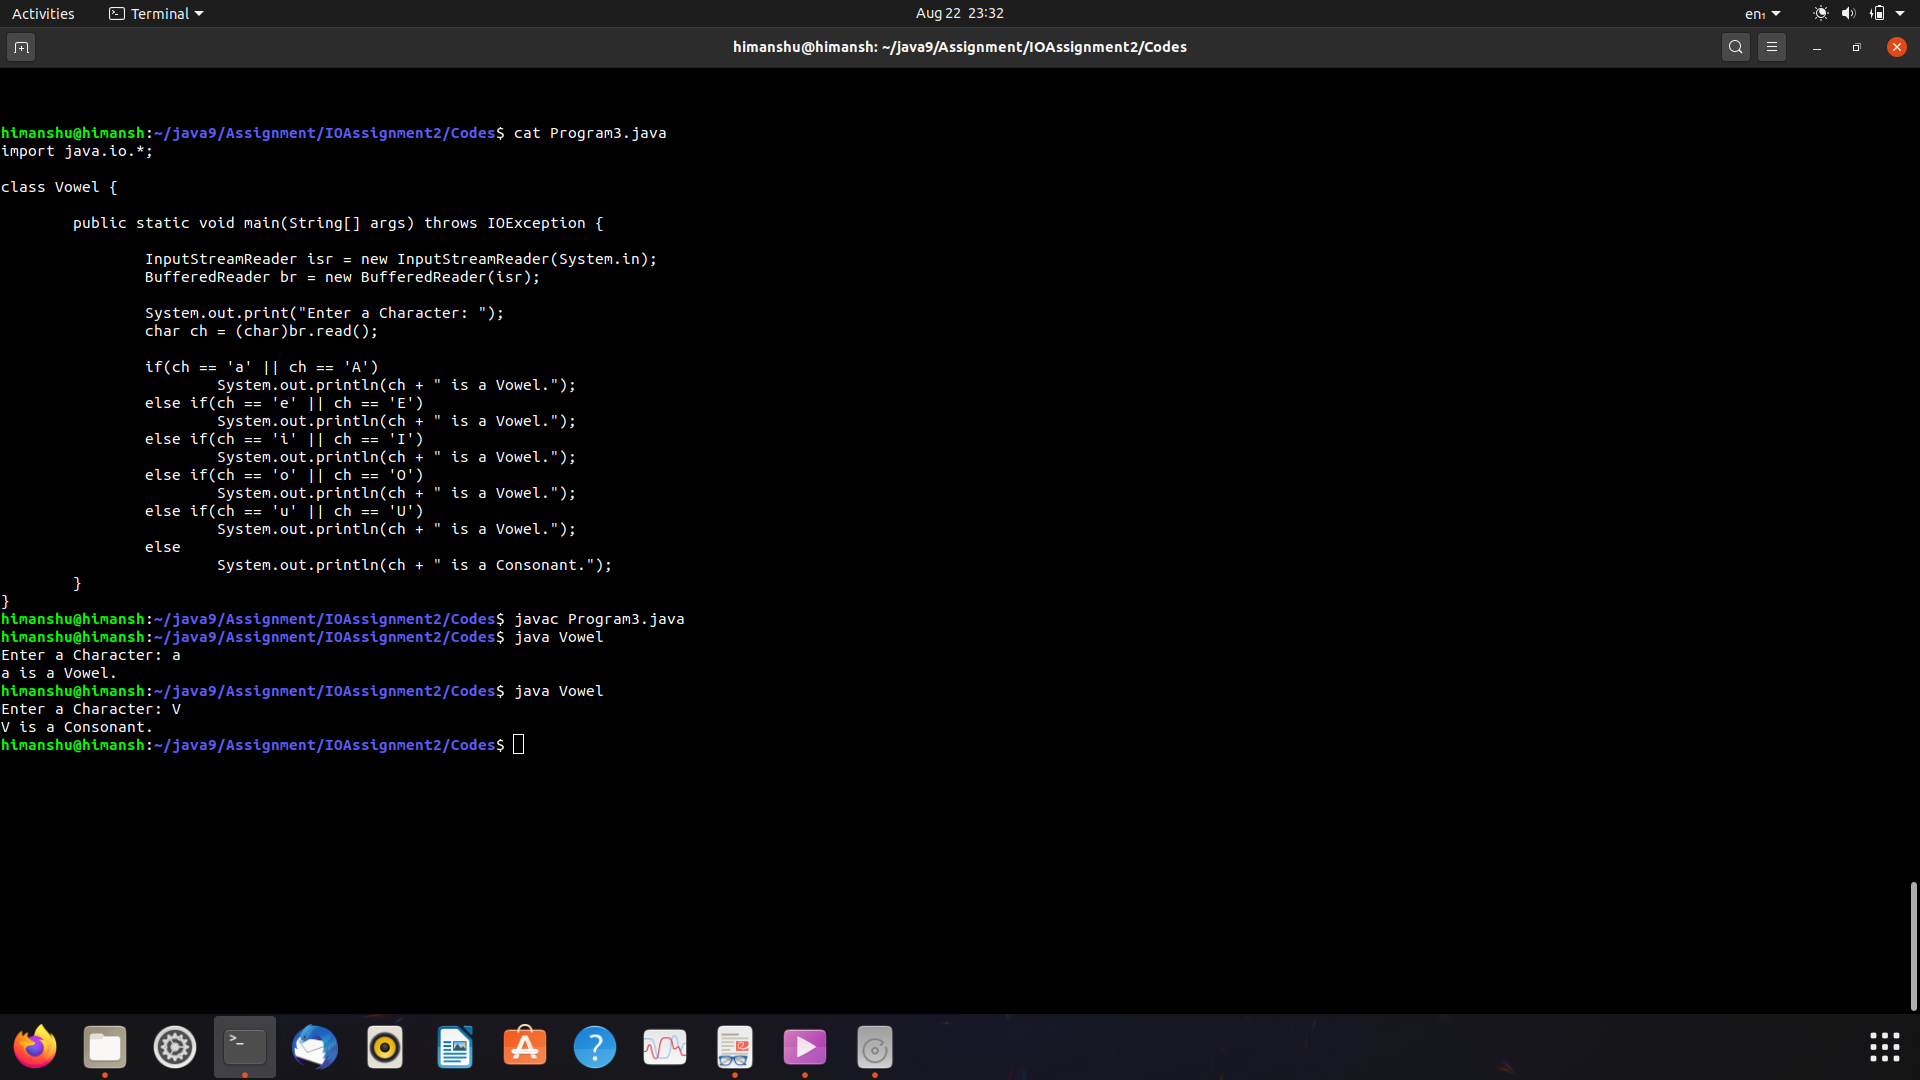 Activities Terminal Aug 22 23:32 en₁
himanshu@himansh: ~/java9/Assignment/IOAssignment2/Codes
himanshu@himansh:~/java9/Assignment/IOAssignment2/Codes$ cat Program3.java
import java.io.*;
class Vowel {
public static void main(String[] args) throws IOException {
InputStreamReader isr = new InputStreamReader(System.in);
BufferedReader br = new BufferedReader(isr);
System.out.print("Enter a Character: ");
char ch = (char)br.read();
if(ch == 'a' || ch == 'A')
System.out.println(ch + " is a Vowel.");
else if(ch == 'e' || ch == 'E')
System.out.println(ch + " is a Vowel.");
else if(ch == 'i' || ch == 'I')
System.out.println(ch + " is a Vowel.");
else if(ch == 'o' || ch == 'O')
System.out.println(ch + " is a Vowel.");
else if(ch == 'u' || ch == 'U')
System.out.println(ch + " is a Vowel.");
else
System.out.println(ch + " is a Consonant.");
}
}
himanshu@himansh:~/java9/Assignment/IOAssignment2/Codes$ javac Program3.java
himanshu@himansh:~/java9/Assignment/IOAssignment2/Codes$ java Vowel
Enter a Character: a
a is a Vowel.
himanshu@himansh:~/java9/Assignment/IOAssignment2/Codes$ java Vowel
Enter a Character: V
V is a Consonant.
himanshu@himansh:~/java9/Assignment/IOAssignment2/Codes$